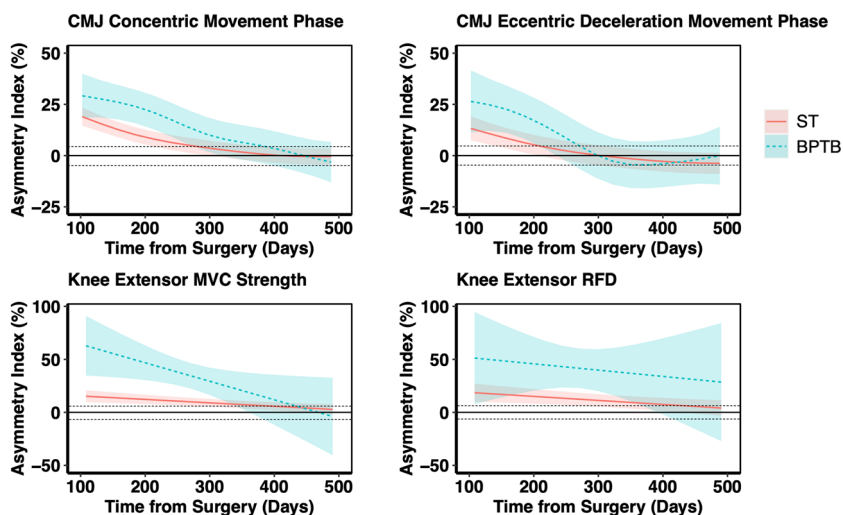 CMJ Concentric Movement Phase
CMJ Eccentric Deceleration Movement Phase
Asymmetry Index (%)
50
25
0
−25
100 200 300 400 500
Time from Surgery (Days)
Asymmetry Index (%)
50
25
0
−25
100 200 300 400 500
Time from Surgery (Days)
ST
BPTB
Knee Extensor MVC Strength
Knee Extensor RFD
Asymmetry Index (%)
100
50
0
−50
100 200 300 400 500
Time from Surgery (Days)
Asymmetry Index (%)
100
50
0
−50
100 200 300 400 500
Time from Surgery (Days)